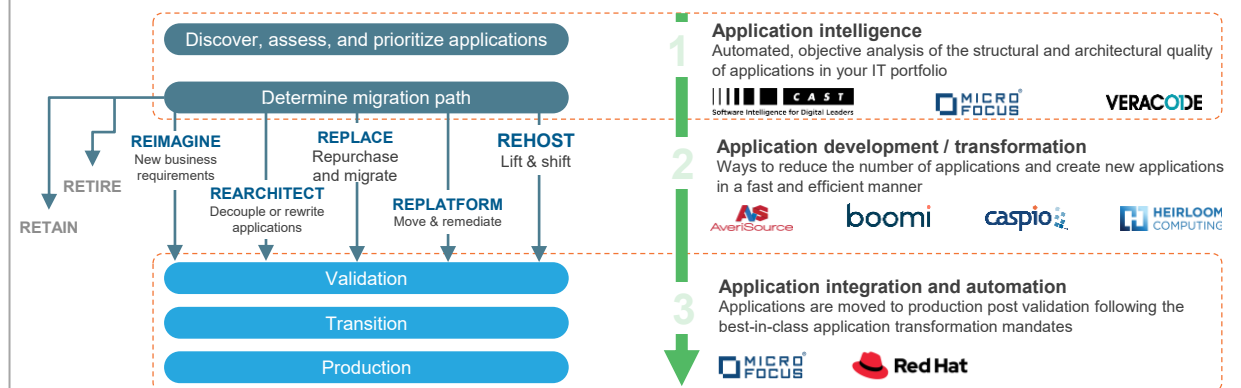 Discover, assess, and prioritize applications
Determine migration path
REIMAGINE
New business
requirements
REPLACE
Repurchase
and migrate
REHOST
Lift & shift
RETIRE
REARCHITECT
Decouple or rewrite
applications
REPLATFORM
Move & remediate
RETAIN
Validation
Transition
Production
1
Application intelligence
Automated, objective analysis of the structural and architectural quality
of applications in your IT portfolio
CAST
Software Intelligence for Digital Leaders
MICRO
FOCUS®
VERACODE
2
Application development / transformation
Ways to reduce the number of applications and create new applications
in a fast and efficient manner
AVS
AveriSource
boomi
caspio
HEIRLOOM
COMPUTING
3
Application integration and automation
Applications are moved to production post validation following the
best-in-class application transformation mandates
MICRO
FOCUS®
Red Hat